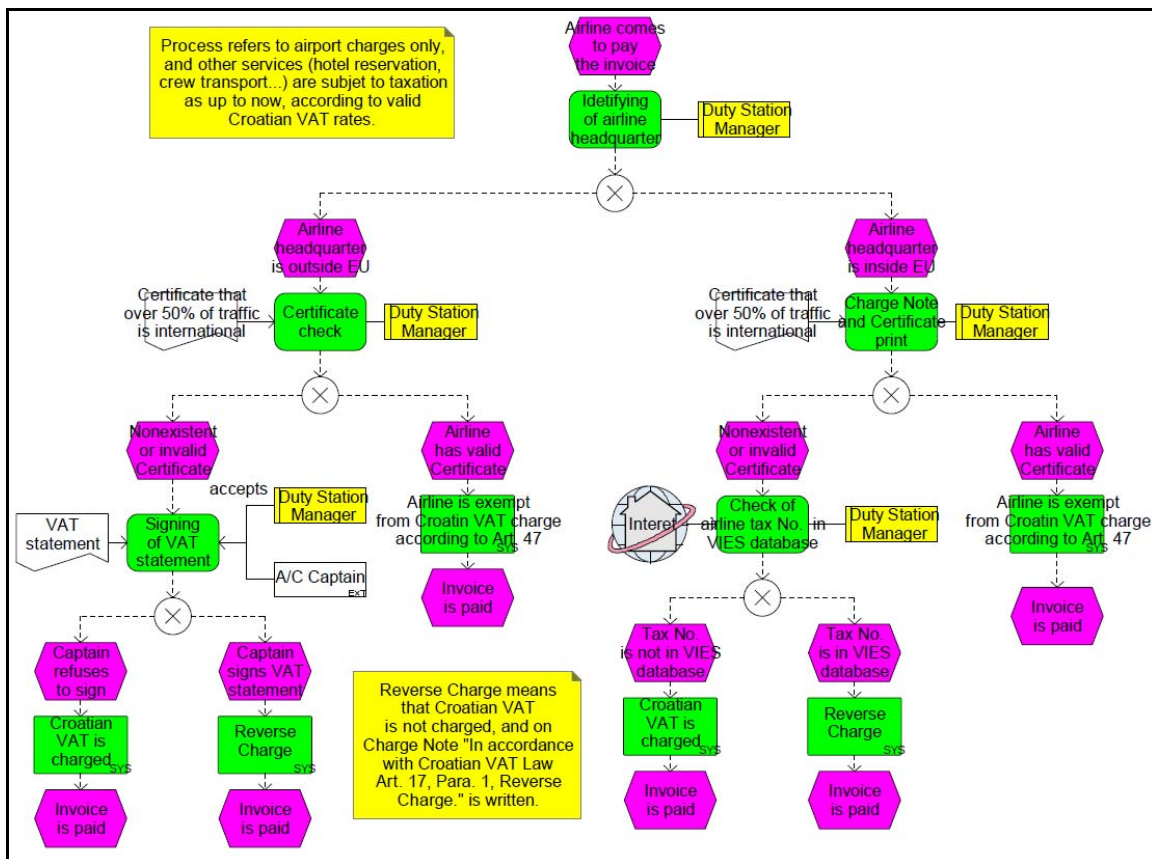 Process refers to airport charges only,
and other services (hotel reservation,
crew transport...) are subjet to taxation
as up to now, according to valid
Croatian VAT rates.
Airline comes
to pay
the invoice
Idetifying
of airline
headquarter
Duty Station
Manager
Airline
headquarter
is outside EU
Airline
headquarter
is inside EU
Certificate that
over 50% of traffic
is international
Certificate
check
Duty Station
Manager
Certificate that
over 50% of traffic
is international
Charge Note
and Certificate
print
Duty Station
Manager
Nonexistent
or invalid
Certificate
Airline
has valid
Certificate
Nonexistent
or invalid
Certificate
Airline
has valid
Certificate
VAT
statement
Signing
of VAT
statement
accepts
Duty Station
Manager
A/C Captain
EXT
Airline is exempt
from Croatin VAT charge
according to Art. 47
SYS
Interet
Check of
airline tax No. in
VIES database
Duty Station
Manager
Airline is exempt
from Croatin VAT charge
according to Art. 47
SYS
Invoice
is paid
Invoice
is paid
Captain
refuses
to sign
Captain
signs VAT
statement
Tax No.
is not in VIES
database
Tax No.
is in VIES
database
Croatian
VAT is
charged
SYS
Reverse
Charge
SYS
Reverse Charge means
that Croatian VAT
is not charged, and on
Charge Note "In accordance
with Croatian VAT Law
Art. 17, Para. 1, Reverse
Charge." is written.
Croatian
VAT is
charged
SYS
Reverse
Charge
SYS
Invoice
is paid
Invoice
is paid
Invoice
is paid
Invoice
is paid